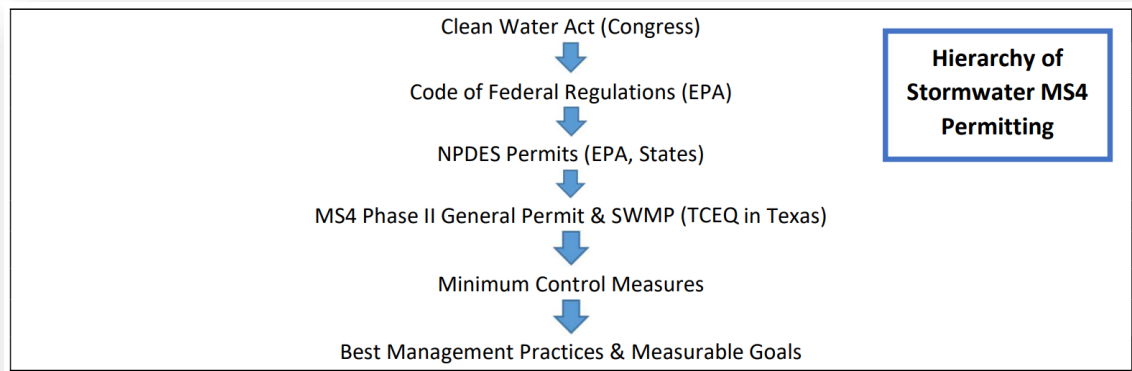 Clean Water Act (Congress)
Hierarchy of
Stormwater MS4
Permitting
Code of Federal Regulations (EPA)
NPDES Permits (EPA, States)
MS4 Phase II General Permit & SWMP (TCEQ in Texas)
Minimum Control Measures
Best Management Practices & Measurable Goals